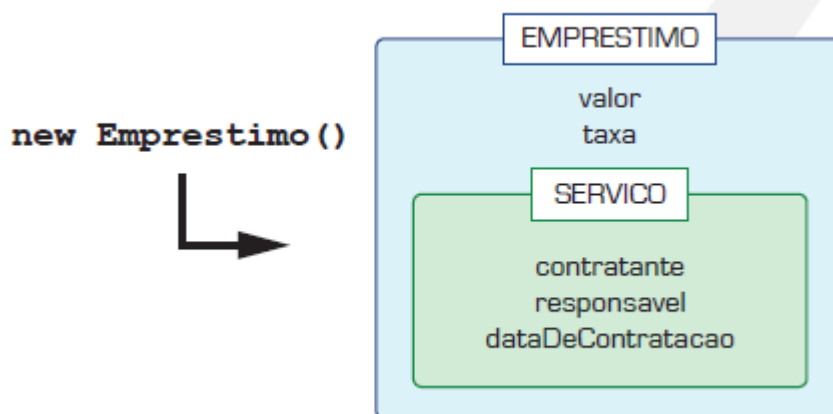 EMPRESTIMO
valor
taxa
new Emprestimo()
SERVICO
contratante
responsavel
dataDeContratacao